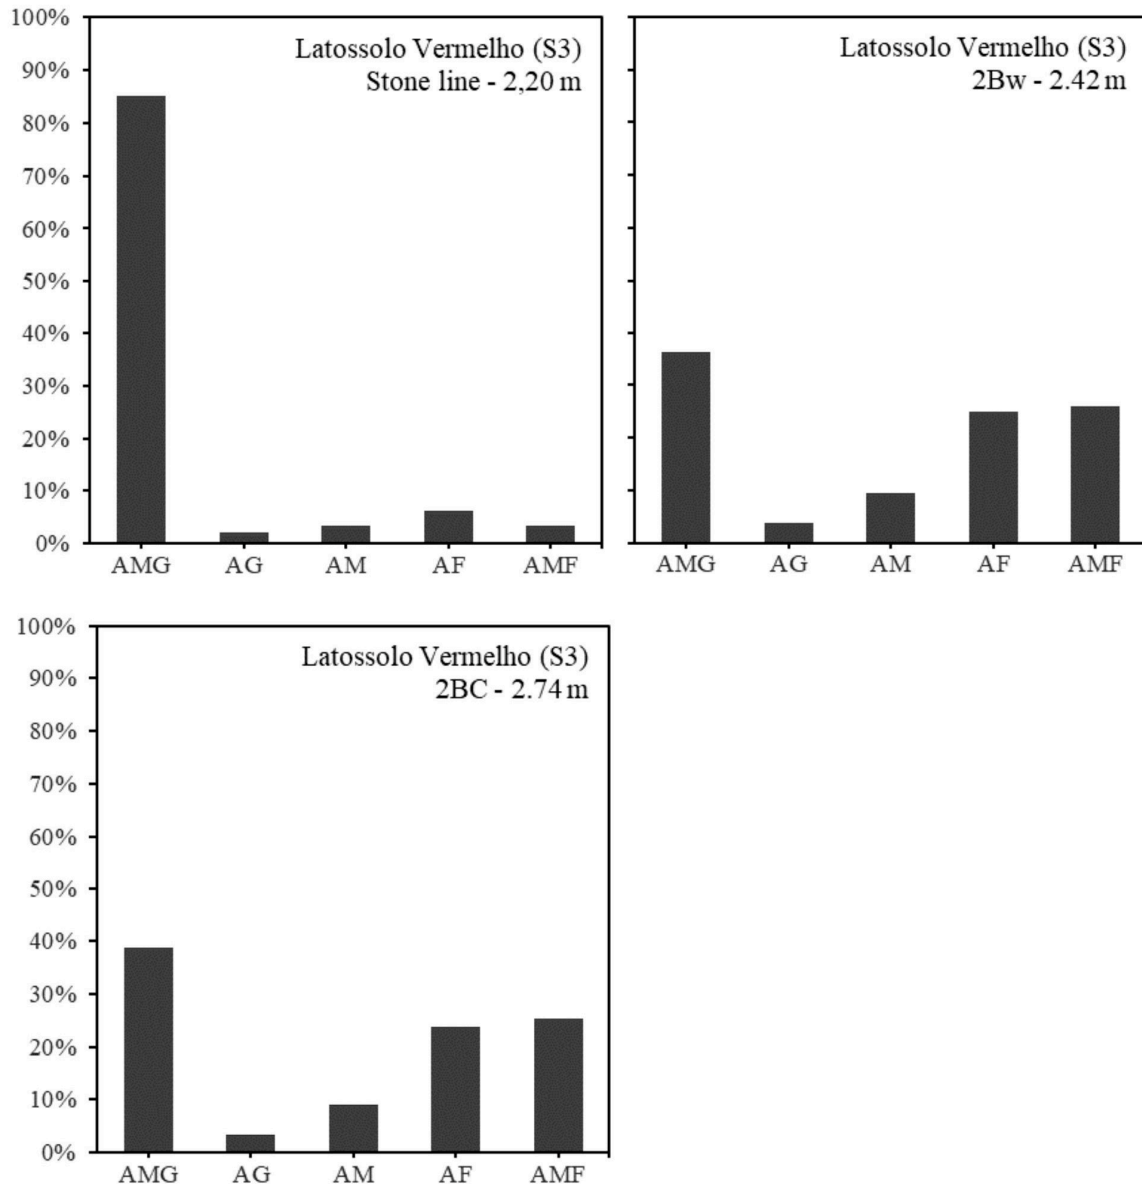 100%
90%
80%
70%
60%
50%
40%
30%
20%
10%
0%
Latossolo Vermelho (S3)
Stone line - 2,20 m
AMG AG AM AF AMF
Latossolo Vermelho (S3)
2Bw - 2.42 m
AMG AG AM AF AMF
100%
90%
80%
70%
60%
50%
40%
30%
20%
10%
0%
Latossolo Vermelho (S3)
2BC - 2.74 m
AMG AG AM AF AMF